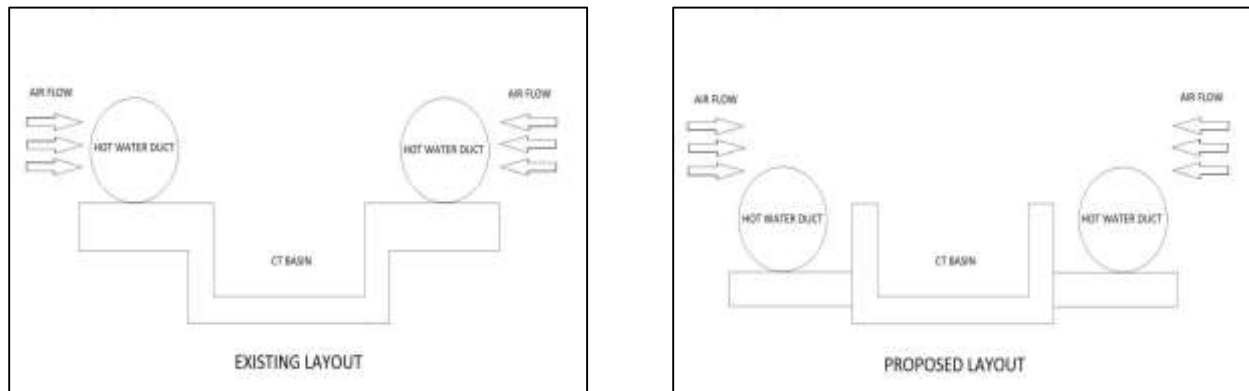 AIR FLOW
AIR FLOW
HOT WATER DUCT
HOT WATER DUCT
CT BASIN
EXISTING LAYOUT
AIR FLOW
AIR FLOW
HOT WATER DUCT
HOT WATER DUCT
CT BASIN
PROPOSED LAYOUT